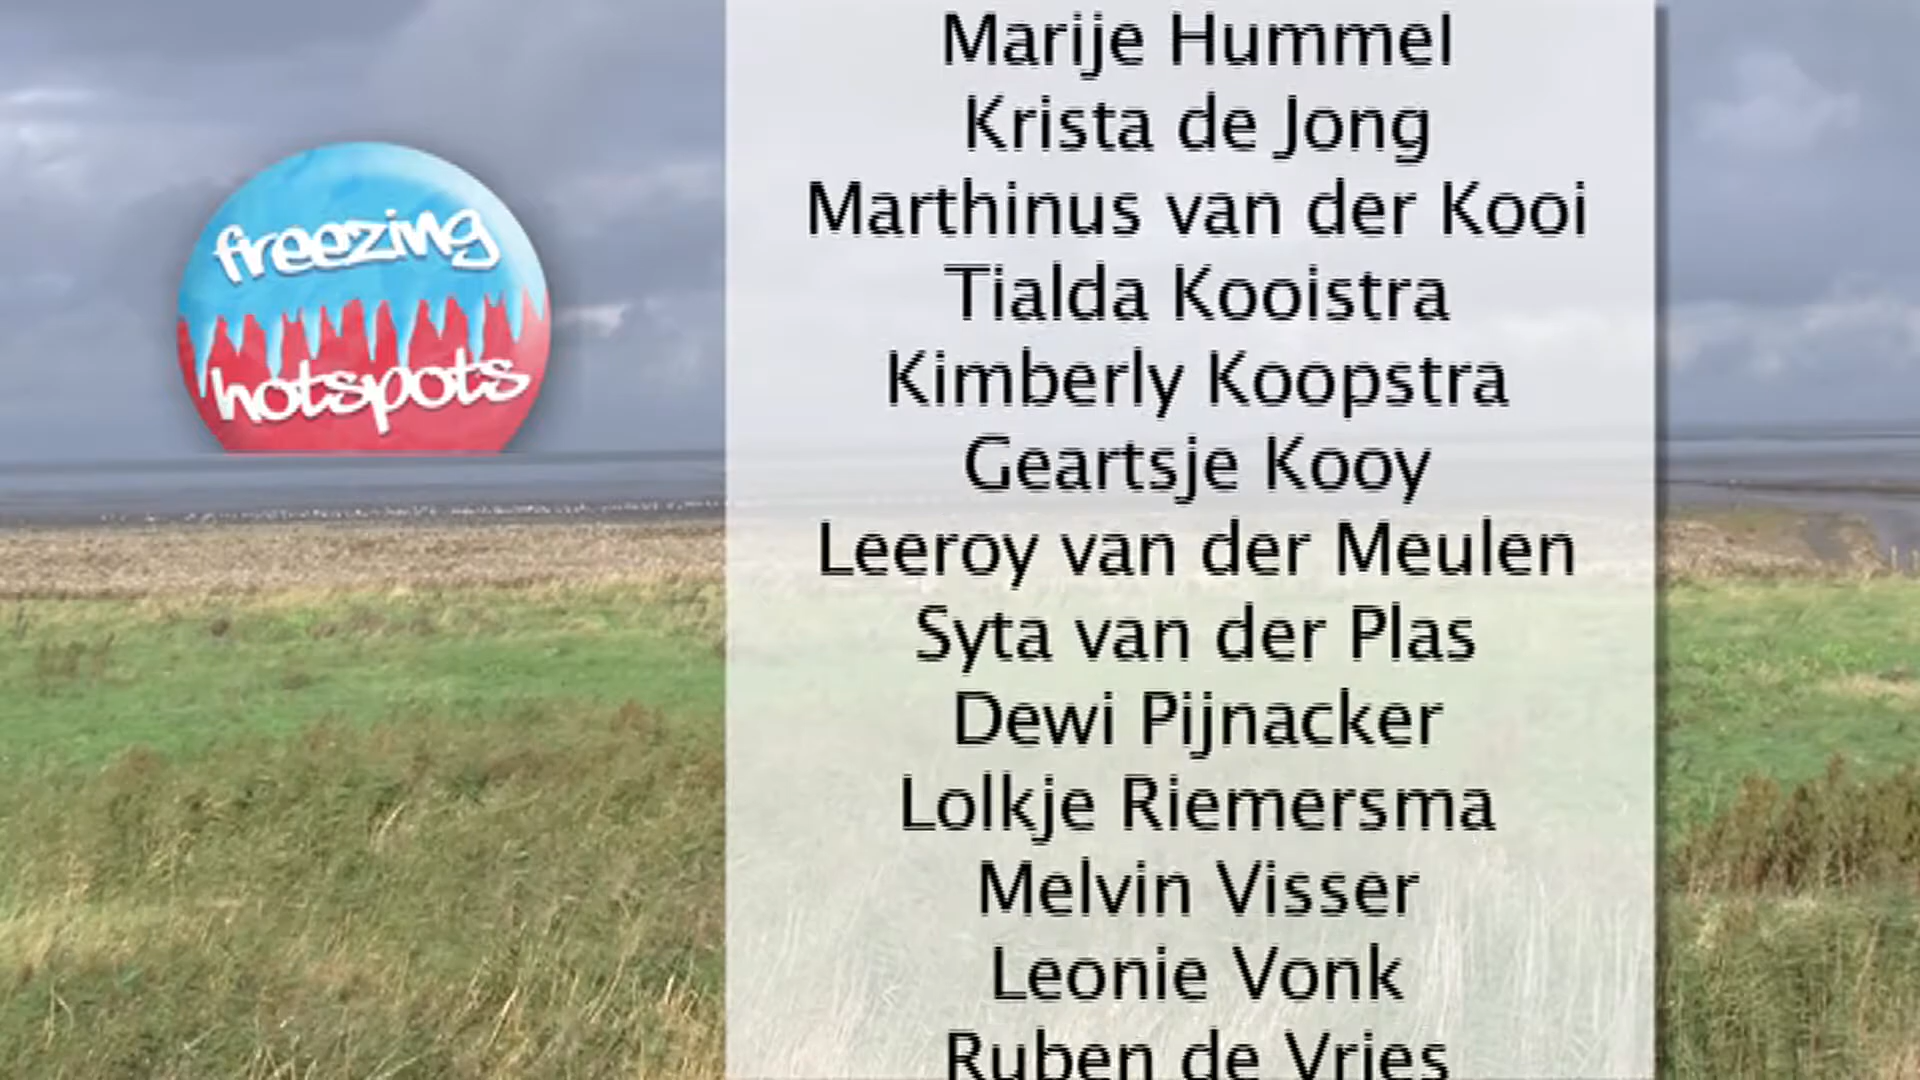 freezing
hotspots
Marije Hummel
Krista de Jong
Marthinus van der Kooi
Tialda Kooistra
Kimberly Koopstra
Geartsje Kooy
Leeroy van der Meulen
Syta van der Plas
Dewi Pijnacker
Lolkje Riemersma
Melvin Visser
Leonie Vonk
Ruben de Vries